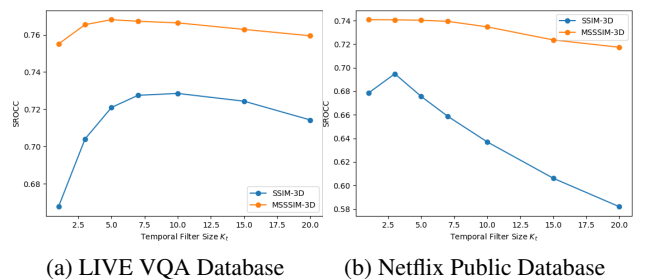 0.76
0.74
0.72
0.70
0.68
SROCC
2.5 5.0 7.5 10.0 12.5 15.0 17.5 20.0
Temporal Filter Size K_t
SSIM-3D
MSSSIM-3D
(a) LIVE VQA Database
0.74
0.72
0.70
0.68
0.66
0.64
0.62
0.60
0.58
SROCC
2.5 5.0 7.5 10.0 12.5 15.0 17.5 20.0
Temporal Filter Size K_t
SSIM-3D
MSSSIM-3D
(b) Netflix Public Database